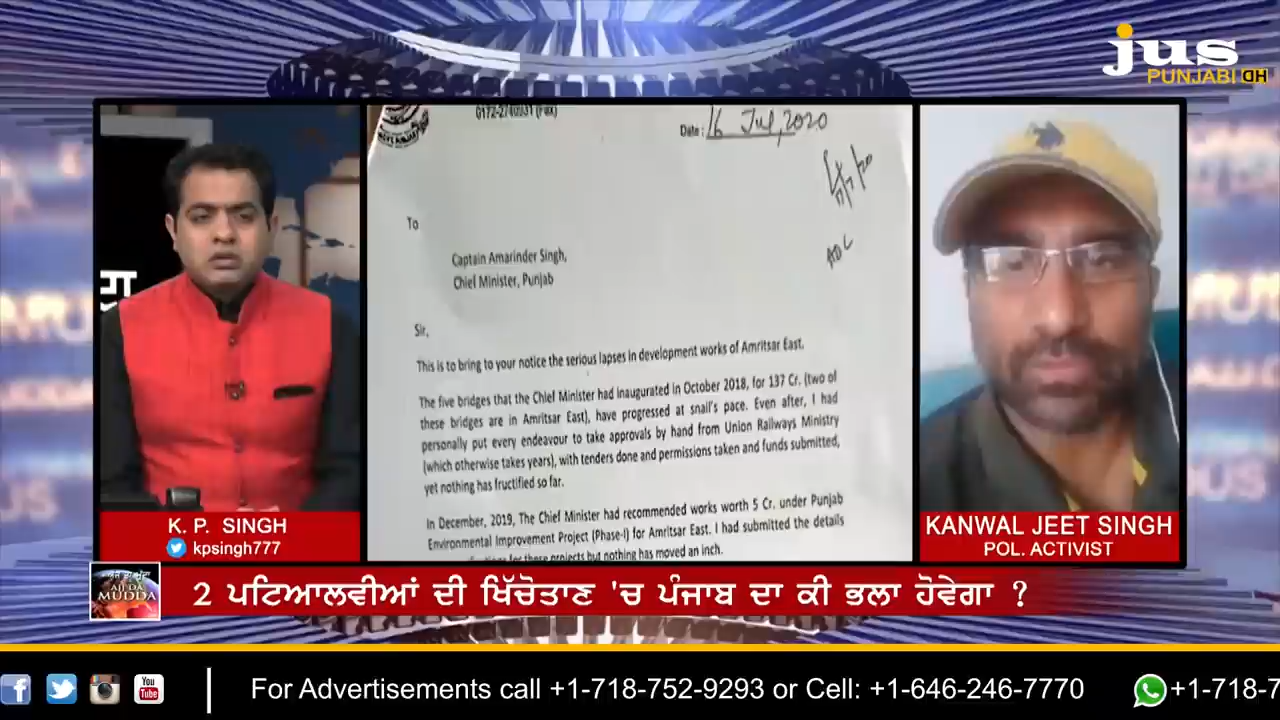 jus
PUNJABI HD
0172-2740931 (Fax)
Date: 16 Jul, 2020
ADC
To
Captain Amarinder Singh,
Chief Minister, Punjab
Sir,
This is to bring to your notice the serious lapses in development works of Amritsar East.
The five bridges that the Chief Minister had inaugurated in October 2018, for 137 Cr. (two of
these bridges are in Amritsar East), have progressed at snail's pace. Even after, I had
personally put every endeavour to take approvals by hand from Union Railways Ministry
(which otherwise takes years), with tenders done and permissions taken and funds submitted,
yet nothing has fructified so far.
In December, 2019, The Chief Minister had recommended works worth 5 Cr. under Punjab
Environmental Improvement Project (Phase-I) for Amritsar East. I had submitted the details
for these projects but nothing has moved an inch.
K. P. SINGH
kpsingh777
KANWAL JEET SINGH
POL. ACTIVIST
ਅੱਜ ਦਾ ਮੁੱਦਾ
AJJ DA
MUDDA
2 ਪਟਿਆਲਵੀਆਂ ਦੀ ਖਿੱਚੋਤਾਣ 'ਚ ਪੰਜਾਬ ਦਾ ਕੀ ਭਲਾ ਹੋਵੇਗਾ ?
You
Tube
For Advertisements call +1-718-752-9293 or Cell: +1-646-246-7770
+1-718-7